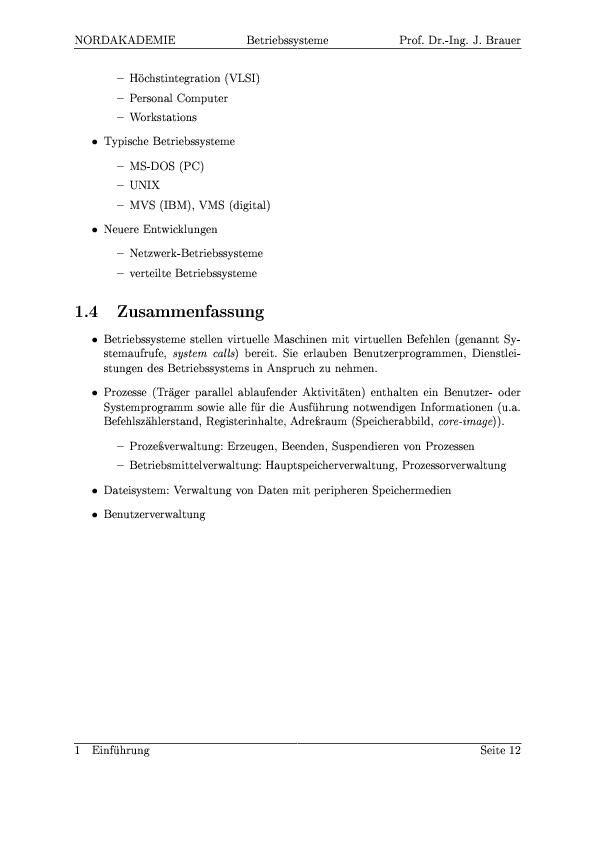 NORDAKADEMIE Betriebssysteme Prof. Dr.-Ing. J. Brauer
– Höchstintegration (VLSI)
– Personal Computer
– Workstations
• Typische Betriebssysteme
– MS-DOS (PC)
– UNIX
– MVS (IBM), VMS (digital)
• Neuere Entwicklungen
– Netzwerk-Betriebssysteme
– verteilte Betriebssysteme
1.4 Zusammenfassung
• Betriebssysteme stellen virtuelle Maschinen mit virtuellen Befehlen (genannt Sy-
stemaufrufe, system calls) bereit. Sie erlauben Benutzerprogrammen, Dienstlei-
stungen des Betriebssystems in Anspruch zu nehmen.
• Prozesse (Träger parallel ablaufender Aktivitäten) enthalten ein Benutzer- oder
Systemprogramm sowie alle für die Ausführung notwendigen Informationen (u.a.
Befehlszählerstand, Registerinhalte, Adreßraum (Speicherabbild, core-image)).
– Prozeßverwaltung: Erzeugen, Beenden, Suspendieren von Prozessen
– Betriebsmittelverwaltung: Hauptspeicherverwaltung, Prozessorverwaltung
• Dateisystem: Verwaltung von Daten mit peripheren Speichermedien
• Benutzerverwaltung
1 Einführung Seite 12